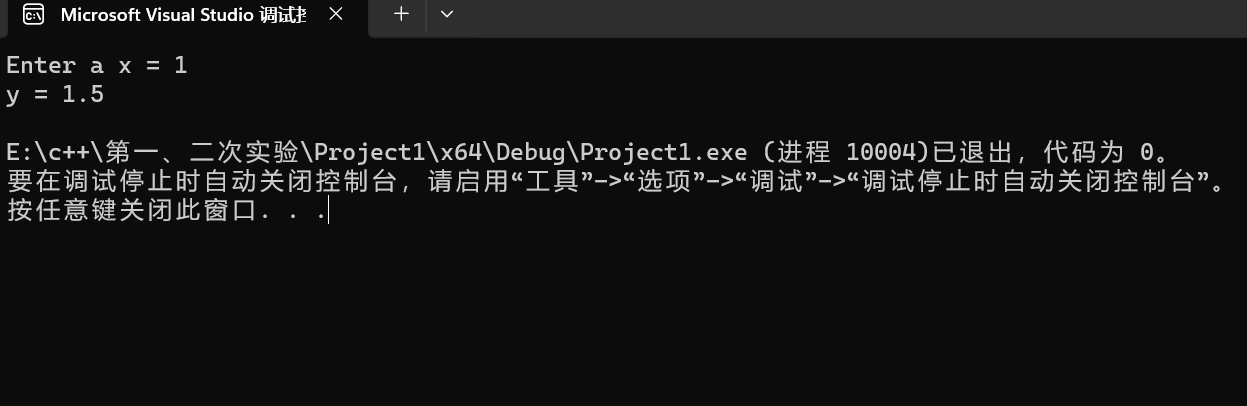 Microsoft Visual Studio 调试
Enter a x = 1
y = 1.5
E:\c++\第一、二次实验\Project1\x64\Debug\Project1.exe (进程 10004)已退出，代码为 0。
要在调试停止时自动关闭控制台，请启用“工具”->“选项”->“调试”->“调试停止时自动关闭控制台”。
按任意键关闭此窗口. . .